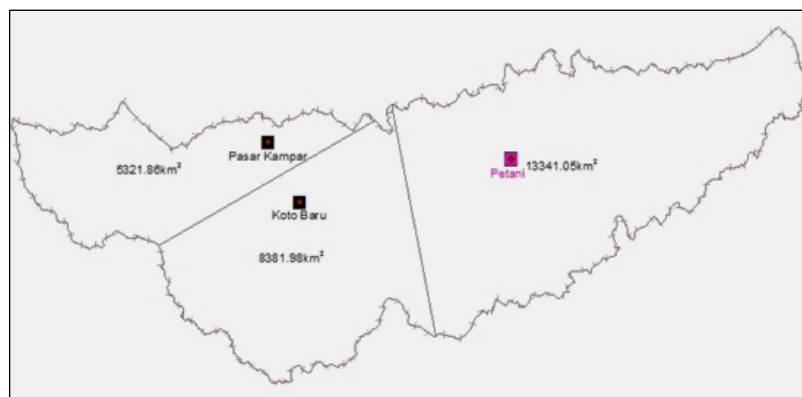 Pasar Kampar
5321.86km²
Petani
13341.05km²
Koto Baru
8381.98km²